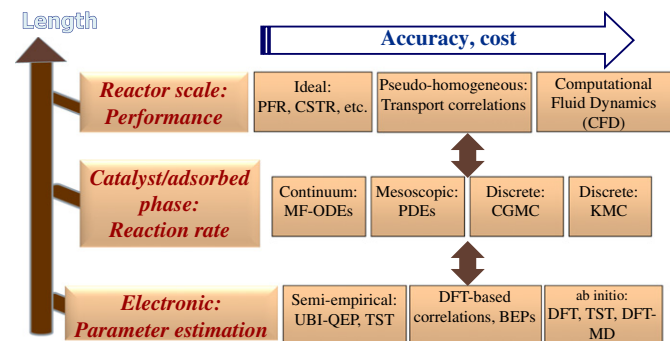 Length
Accuracy, cost
Reactor scale:
Performance
Ideal:
PFR, CSTR, etc.
Pseudo-homogeneous:
Transport correlations
Computational
Fluid Dynamics
(CFD)
Catalyst/adsorbed
phase:
Reaction rate
Continuum:
MF-ODEs
Mesoscopic:
PDEs
Discrete:
CGMC
Discrete:
KMC
Electronic:
Parameter estimation
Semi-empirical:
UBI-QEP, TST
DFT-based
correlations, BEPs
ab initio:
DFT, TST, DFT-
MD